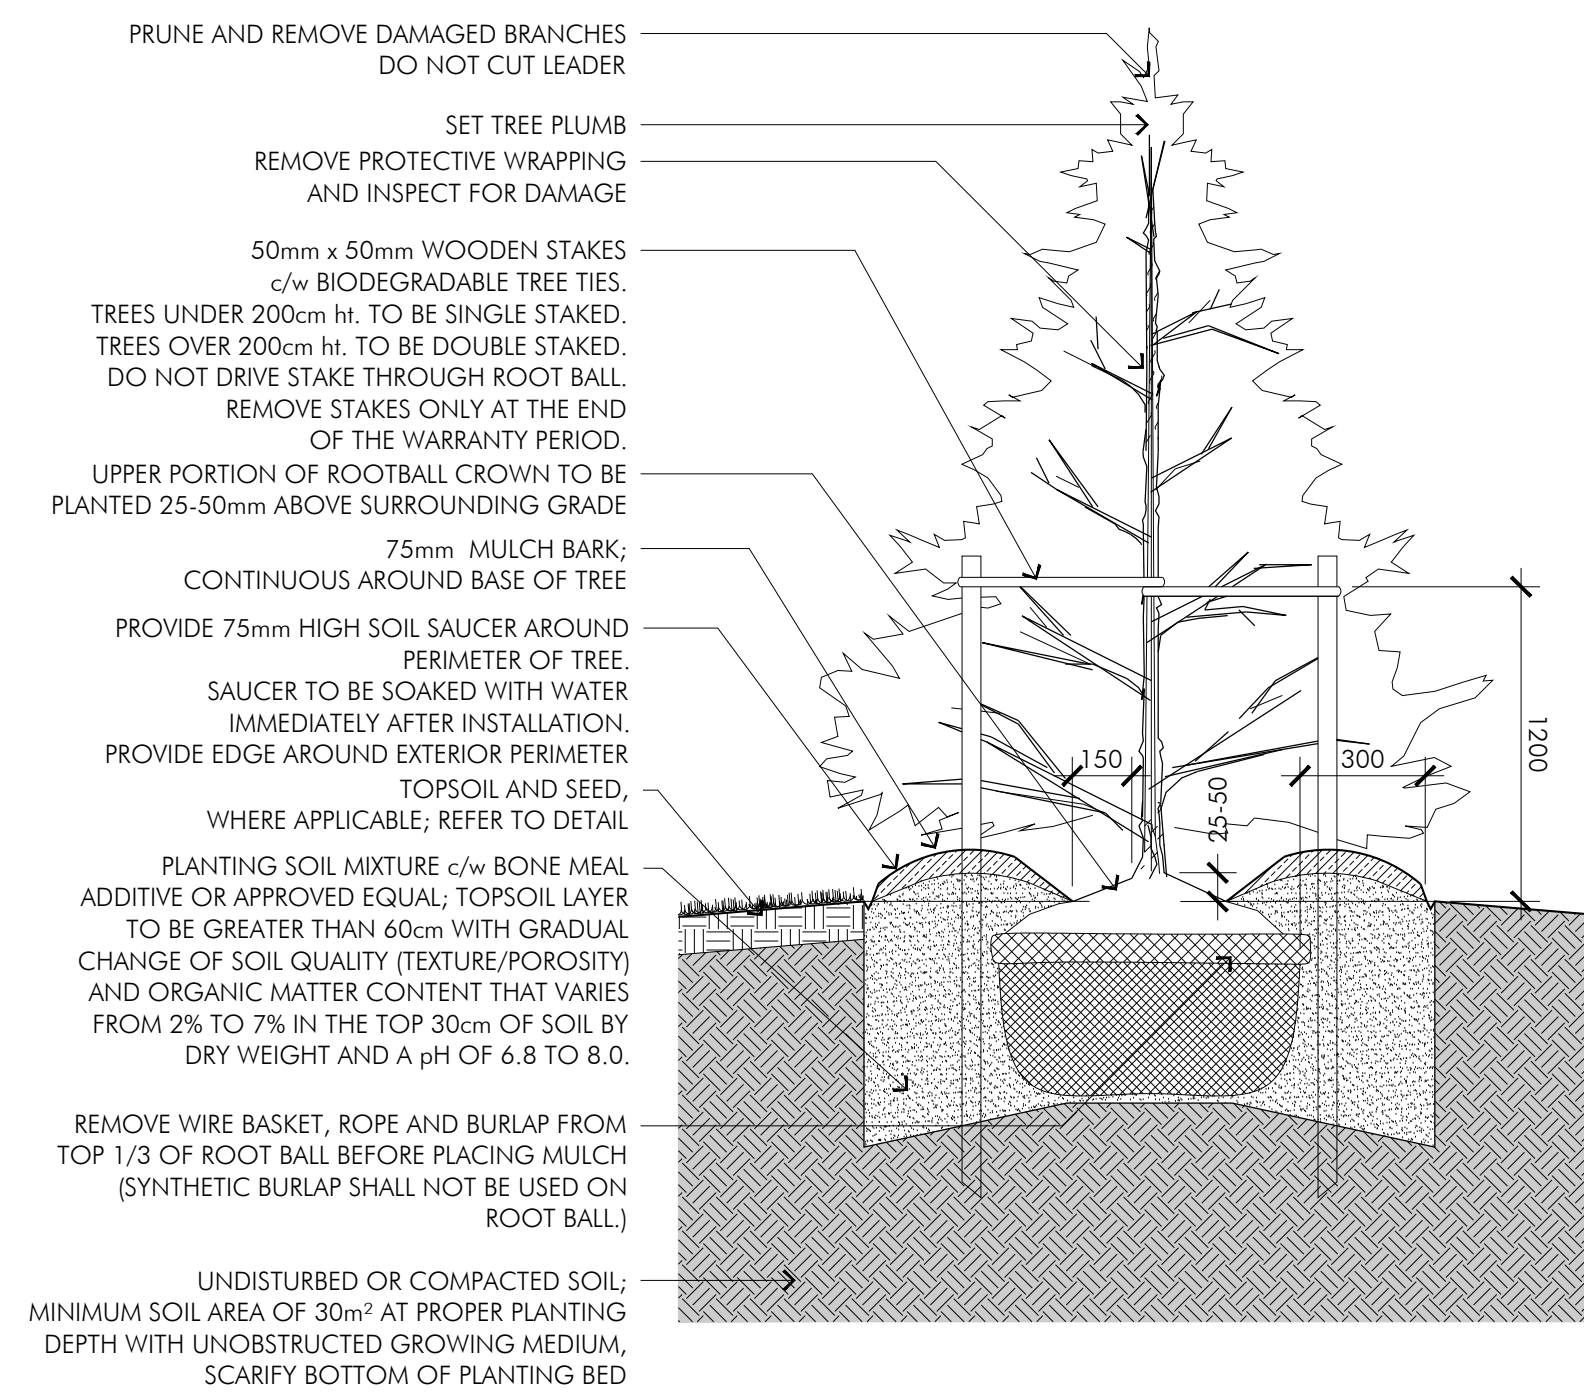 PRUNE AND REMOVE DAMAGED BRANCHES
DO NOT CUT LEADER
SET TREE PLUMB
REMOVE PROTECTIVE WRAPPING
AND INSPECT FOR DAMAGE
50mm x 50mm WOODEN STAKES
c/w BIODEGRADABLE TREE TIES.
TREES UNDER 200cm ht. TO BE SINGLE STAKED.
TREES OVER 200cm ht. TO BE DOUBLE STAKED.
DO NOT DRIVE STAKE THROUGH ROOT BALL.
REMOVE STAKES ONLY AT THE END
OF THE WARRANTY PERIOD.
UPPER PORTION OF ROOTBALL CROWN TO BE
PLANTED 25-50mm ABOVE SURROUNDING GRADE
75mm MULCH BARK;
CONTINUOUS AROUND BASE OF TREE
PROVIDE 75mm HIGH SOIL SAUCER AROUND
PERIMETER OF TREE.
SAUCER TO BE SOAKED WITH WATER
IMMEDIATELY AFTER INSTALLATION.
PROVIDE EDGE AROUND EXTERIOR PERIMETER
TOPSOIL AND SEED,
WHERE APPLICABLE; REFER TO DETAIL
PLANTING SOIL MIXTURE c/w BONE MEAL
ADDITIVE OR APPROVED EQUAL; TOPSOIL LAYER
TO BE GREATER THAN 60cm WITH GRADUAL
CHANGE OF SOIL QUALITY (TEXTURE/POROSITY)
AND ORGANIC MATTER CONTENT THAT VARIES
FROM 2% TO 7% IN THE TOP 30cm OF SOIL BY
DRY WEIGHT AND A pH OF 6.8 TO 8.0.
REMOVE WIRE BASKET, ROPE AND BURLAP FROM
TOP 1/3 OF ROOT BALL BEFORE PLACING MULCH
(SYNTHETIC BURLAP SHALL NOT BE USED ON
ROOT BALL.)
UNDISTURBED OR COMPACTED SOIL;
MINIMUM SOIL AREA OF 30m² AT PROPER PLANTING
DEPTH WITH UNOBSTRUCTED GROWING MEDIUM,
SCARIFY BOTTOM OF PLANTING BED
150
25-50
300
1200